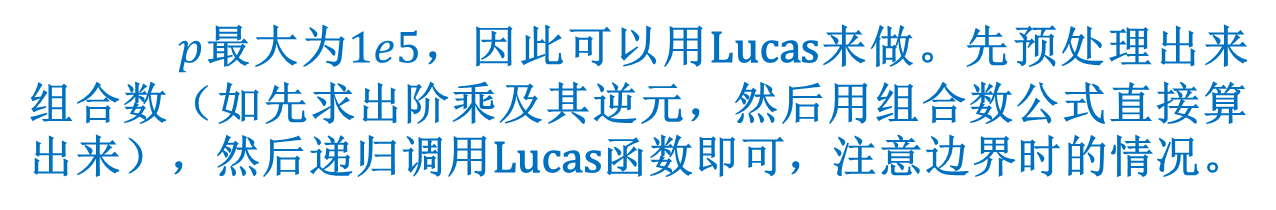 p最大为1e5，因此可以用Lucas来做。先预处理出来
组合数（如先求出阶乘及其逆元，然后用组合数公式直接算
出来），然后递归调用Lucas函数即可，注意边界时的情况。